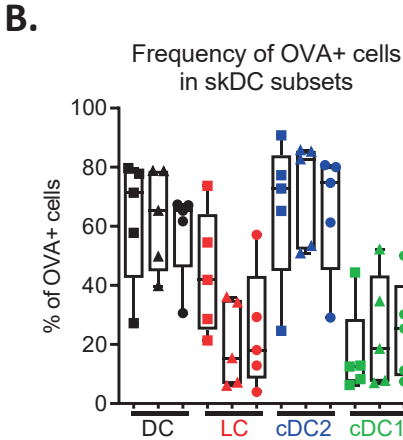 B.
Frequency of OVA+ cells
in skDC subsets
% of OVA+ cells
100
80
60
40
20
0
DC LC cDC2 cDC1